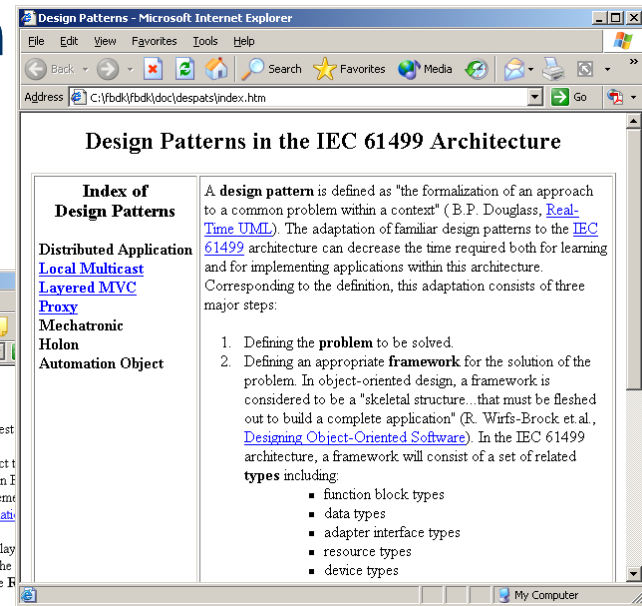 Design Patterns - Microsoft Internet Explorer
File Edit View Favorites Tools Help
Back Search Favorites Media
Address C:\fbdk\fbdk\doc\despats\index.htm Go
Design Patterns in the IEC 61499 Architecture
Index of
Design Patterns
Distributed Application
Local Multicast
Layered MVC
Proxy
Mechatronic
Holon
Automation Object
A design pattern is defined as "the formalization of an approach
to a common problem within a context" ( B.P. Douglass, Real-
Time UML). The adaptation of familiar design patterns to the IEC
61499 architecture can decrease the time required both for learning
and for implementing applications within this architecture.
Corresponding to the definition, this adaptation consists of three
major steps:
1. Defining the problem to be solved.
2. Defining an appropriate framework for the solution of the
problem. In object-oriented design, a framework is
considered to be a "skeletal structure...that must be fleshed
out to build a complete application" (R. Wirfs-Brock et.al.,
Designing Object-Oriented Software). In the IEC 61499
architecture, a framework will consist of a set of related
types including:
function block types
data types
adapter interface types
resource types
device types
My Computer